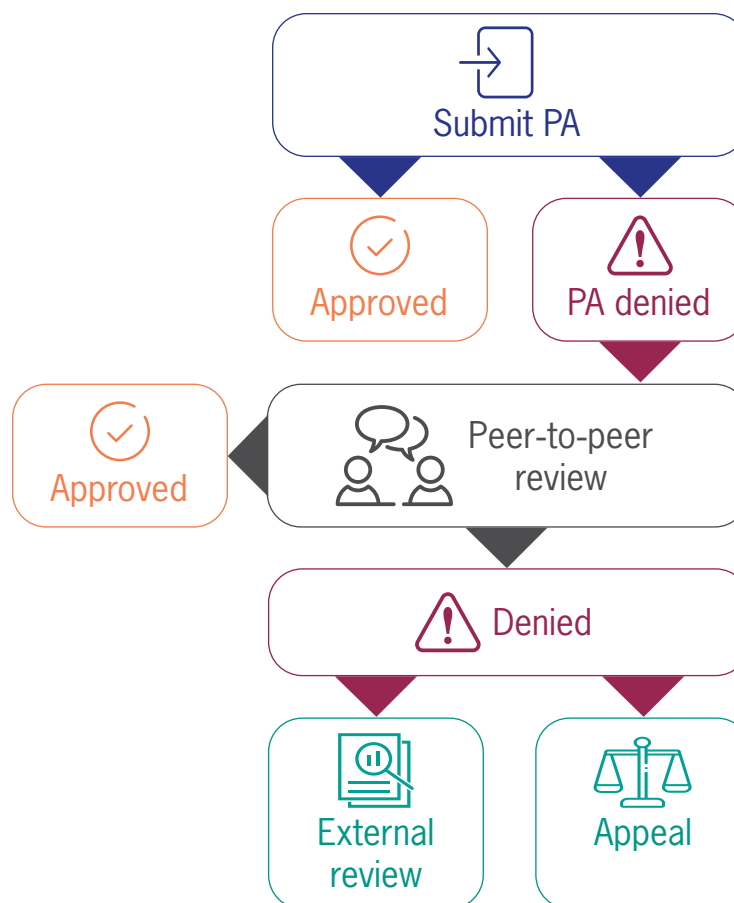 Submit PA
Approved
PA denied
Approved
Peer-to-peer
review
Denied
External
review
Appeal